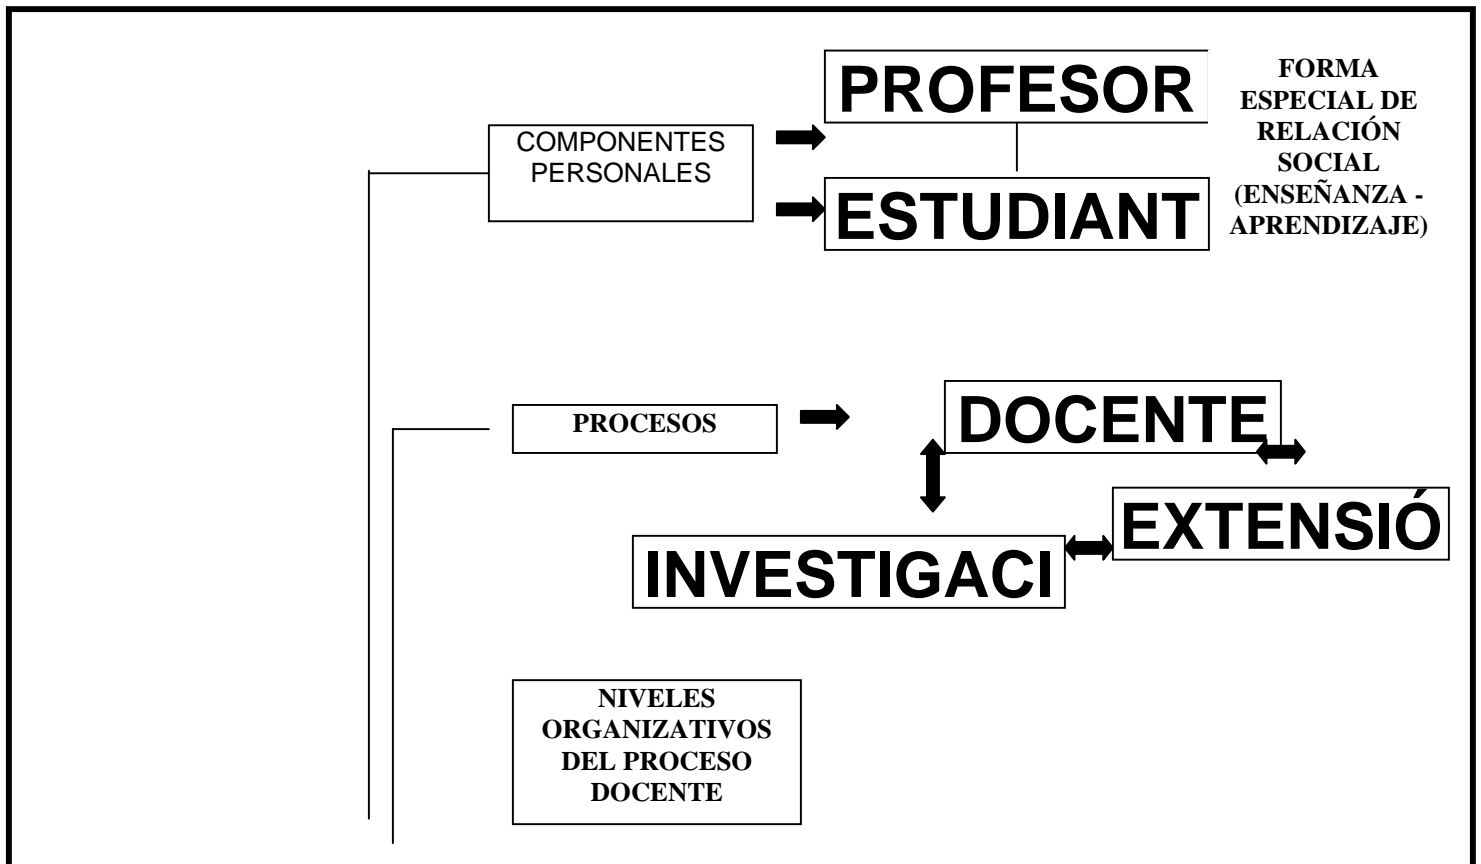 PROFESOR
FORMA
ESPECIAL DE
RELACIÓN
SOCIAL
(ENSEÑANZA -
APRENDIZAJE)
COMPONENTES
PERSONALES
ESTUDIANT
PROCESOS
DOCENTE
EXTENSIÓ
INVESTIGACI
NIVELES
ORGANIZATIVOS
DEL PROCESO
DOCENTE